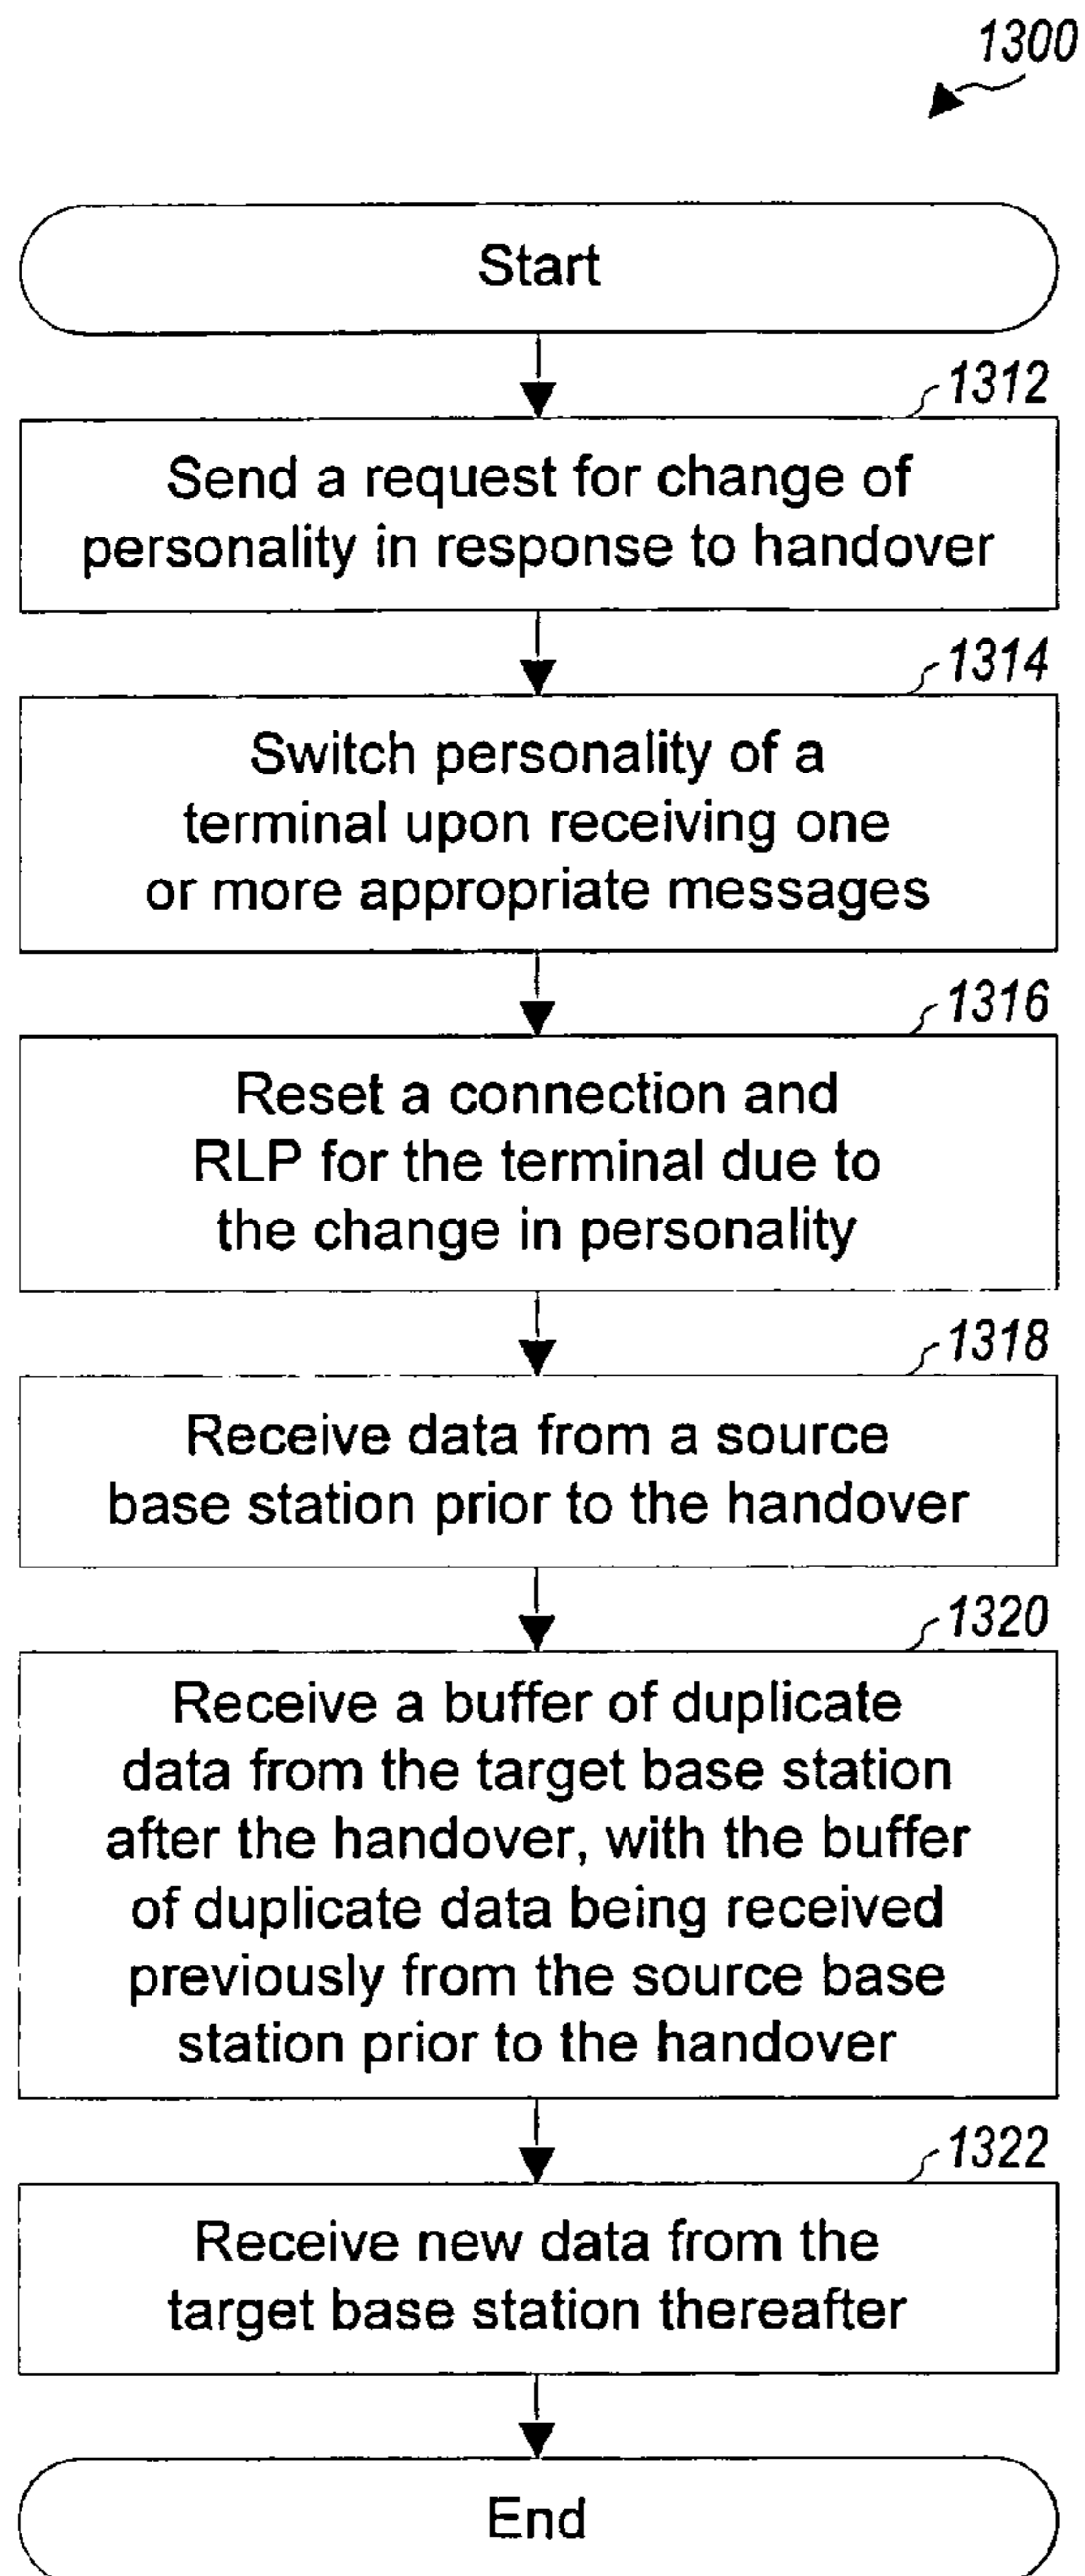 1300
Start
1312
Send a request for change of
personality in response to handover
1314
Switch personality of a
terminal upon receiving one
or more appropriate messages
1316
Reset a connection and
RLP for the terminal due to
the change in personality
1318
Receive data from a source
base station prior to the handover
1320
Receive a buffer of duplicate
data from the target base station
after the handover, with the buffer
of duplicate data being received
previously from the source base
station prior to the handover
1322
Receive new data from the
target base station thereafter
End